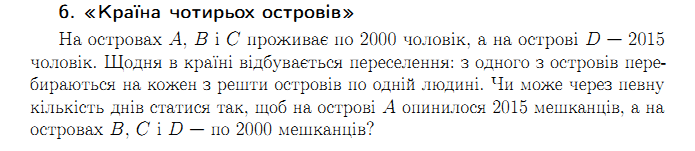 6. «Країна чотирьох островів»
На островах A, B і C проживає по 2000 чоловік, а на острові D — 2015
чоловік. Щодня в країні відбувається переселення: з одного з островів пере-
бираються на кожен з решти островів по одній людині. Чи може через певну
кількість днів статися так, щоб на острові A опинилося 2015 мешканців, а на
островах B, C і D — по 2000 мешканців?